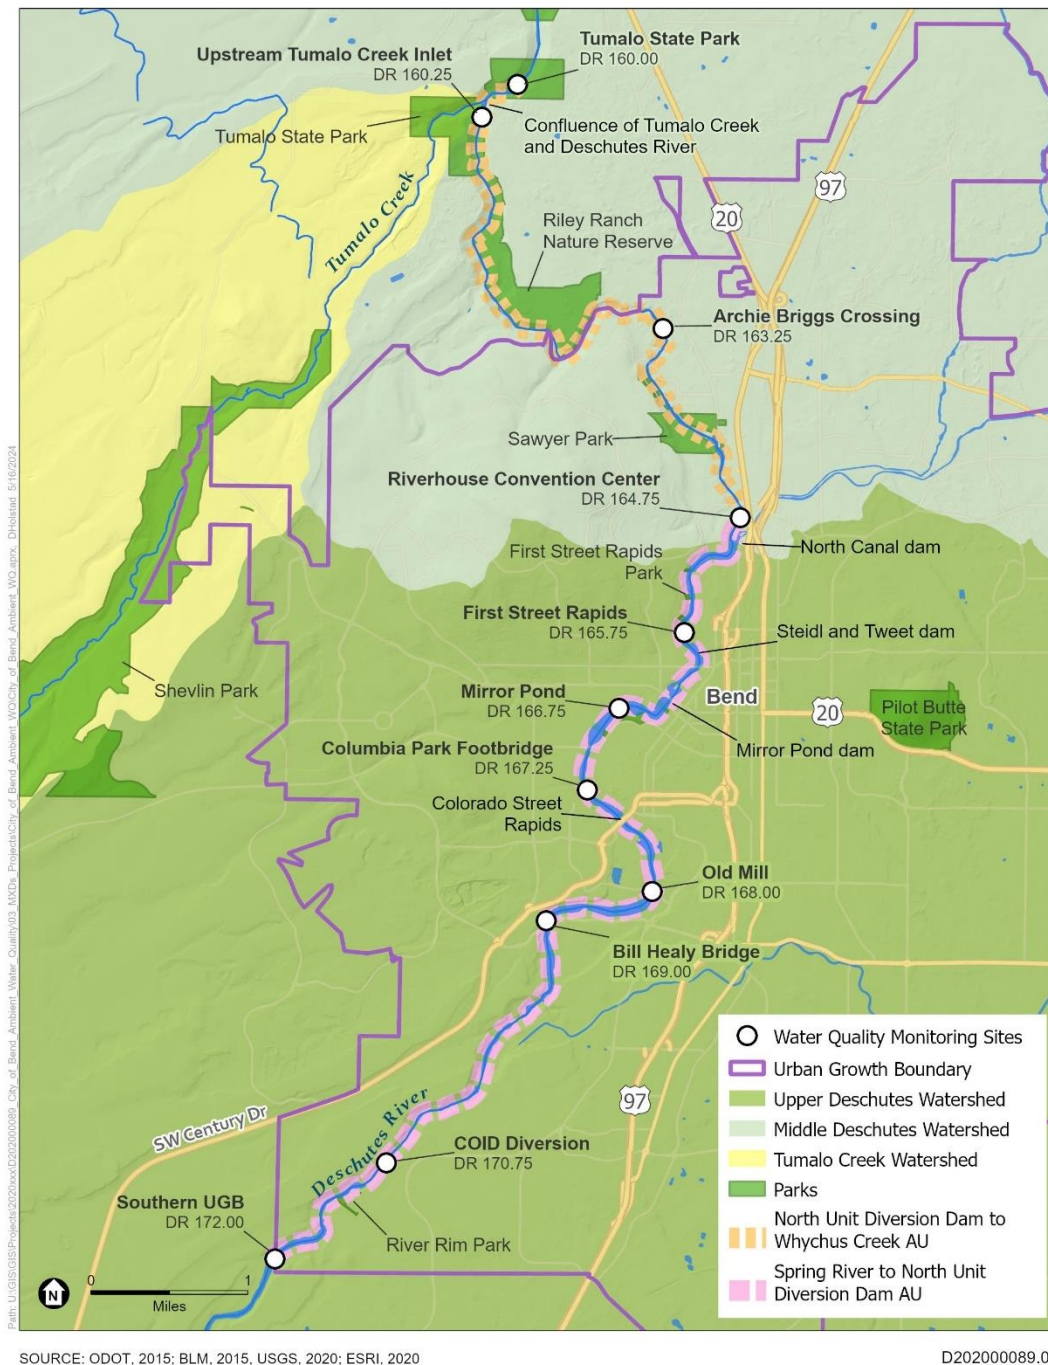 Upstream Tumalo Creek Inlet
DR 160.25
Tumalo State Park
DR 160.00
Tumalo State Park
Confluence of Tumalo Creek
and Deschutes River
Tumalo Creek
97
20
Riley Ranch
Nature Reserve
Archie Briggs Crossing
DR 163.25
Sawyer Park
Riverhouse Convention Center
DR 164.75
North Canal dam
First Street Rapids
Park
First Street Rapids
DR 165.75
Steidl and Tweet dam
Shevlin Park
Mirror Pond
DR 166.75
Bend
20
Pilot Butte
State Park
Mirror Pond dam
Columbia Park Footbridge
DR 167.25
Colorado Street
Rapids
Old Mill
DR 168.00
Bill Healy Bridge
DR 169.00
97
SW Century Dr
Deschutes River
COID Diversion
DR 170.75
Southern UGB
DR 172.00
River Rim Park
N
0 1
Miles
Water Quality Monitoring Sites
Urban Growth Boundary
Upper Deschutes Watershed
Middle Deschutes Watershed
Tumalo Creek Watershed
Parks
North Unit Diversion Dam to
Whychus Creek AU
Spring River to North Unit
Diversion Dam AU
SOURCE: ODOT, 2015; BLM, 2015, USGS, 2020; ESRI, 2020
D202000089.0